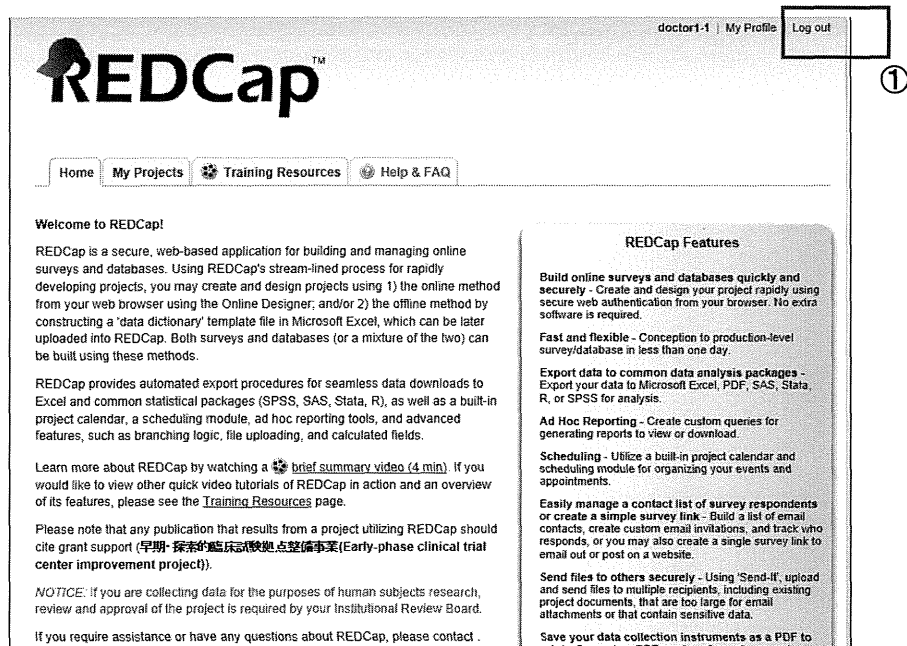 doctor1-1 | My Profile | Log out
①
REDCap™
Home
My Projects
Training Resources
Help & FAQ
Welcome to REDCap!
REDCap is a secure, web-based application for building and managing online
surveys and databases. Using REDCap's stream-lined process for rapidly
developing projects, you may create and design projects using 1) the online method
from your web browser using the Online Designer; and/or 2) the offline method by
constructing a 'data dictionary' template file in Microsoft Excel, which can be later
uploaded into REDCap. Both surveys and databases (or a mixture of the two) can
be built using these methods.
REDCap provides automated export procedures for seamless data downloads to
Excel and common statistical packages (SPSS, SAS, Stata, R), as well as a built-in
project calendar, a scheduling module, ad hoc reporting tools, and advanced
features, such as branching logic, file uploading, and calculated fields.
Learn more about REDCap by watching a brief summary video (4 min). If you
would like to view other quick video tutorials of REDCap in action and an overview
of its features, please see the Training Resources page.
Please note that any publication that results from a project utilizing REDCap should
cite grant support (早期・探索的臨床試験拠点整備事業(Early-phase clinical trial
center improvement project)).
NOTICE: If you are collecting data for the purposes of human subjects research,
review and approval of the project is required by your Institutional Review Board.
If you require assistance or have any questions about REDCap, please contact .
REDCap Features
Build online surveys and databases quickly and
securely - Create and design your project rapidly using
secure web authentication from your browser. No extra
software is required.
Fast and flexible - Conception to production-level
survey/database in less than one day.
Export data to common data analysis packages -
Export your data to Microsoft Excel, PDF, SAS, Stata,
R, or SPSS for analysis.
Ad Hoc Reporting - Create custom queries for
generating reports to view or download.
Scheduling - Utilize a built-in project calendar and
scheduling module for organizing your events and
appointments.
Easily manage a contact list of survey respondents
or create a simple survey link - Build a list of email
contacts, create custom email invitations, and track who
responds, or you may also create a single survey link to
email out or post on a website.
Send files to others securely - Using 'Send-It', upload
and send files to multiple recipients, including existing
project documents, that are too large for email
attachments or that contain sensitive data.
Save your data collection instruments as a PDF to